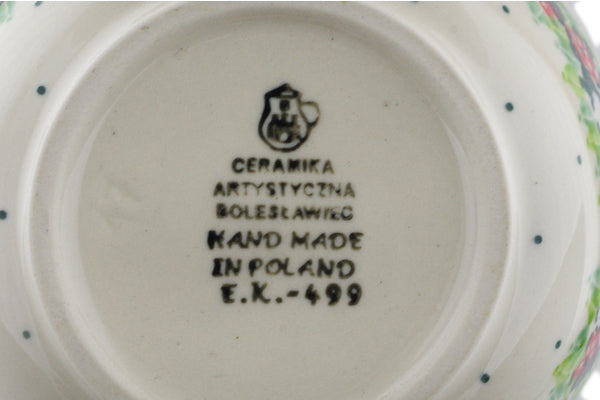 CERAMIKA
ARTYSTYCZNA
BOLESŁAWIEC
HAND MADE
IN POLAND
E.K.-499